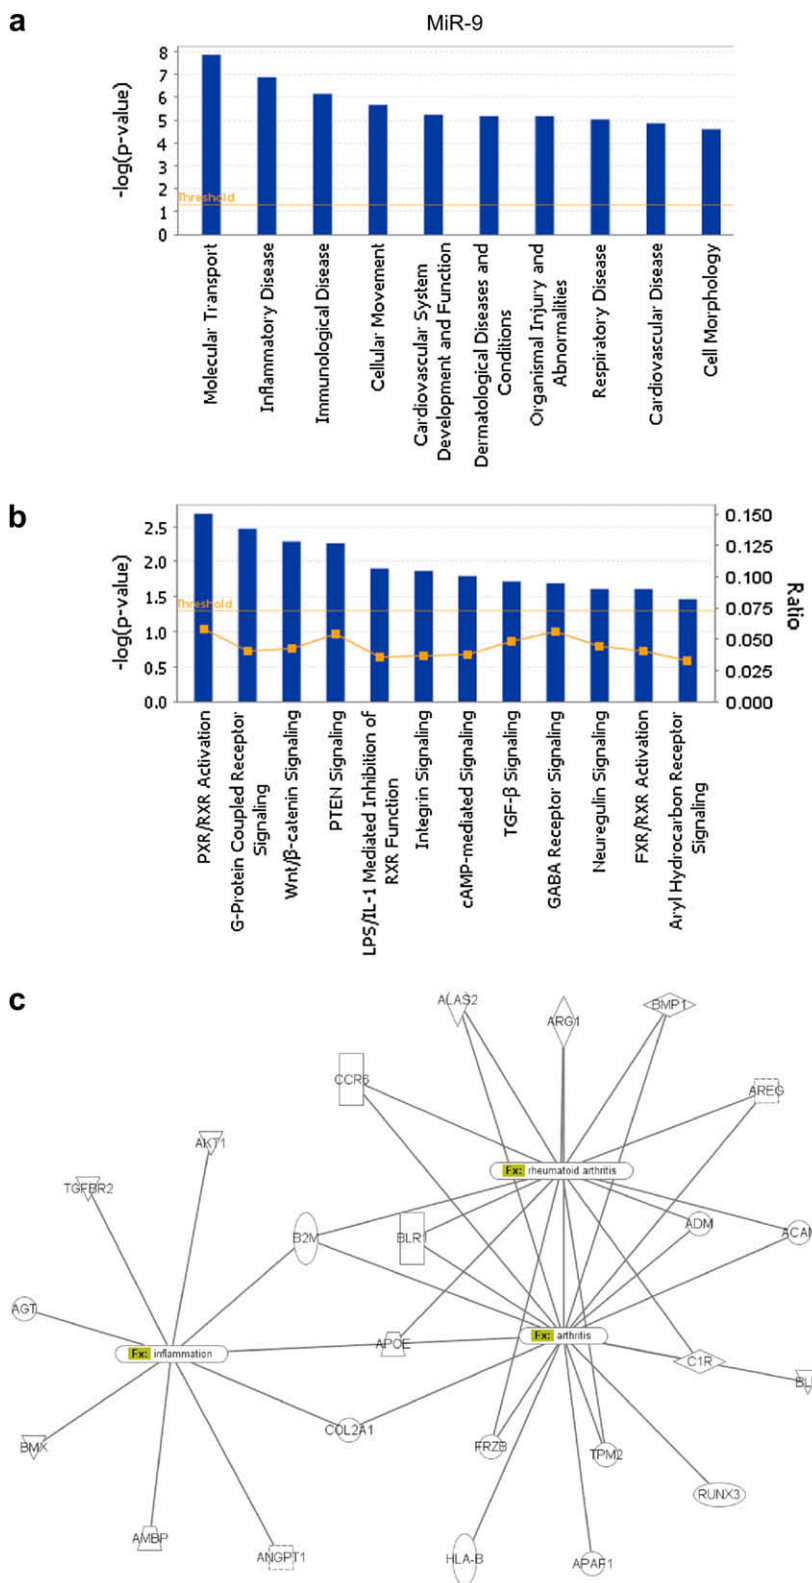 a
MiR-9
8
7
6
5
4
3
2
1
0
-log(p-value)
Threshold
Molecular Transport
Inflammatory Disease
Immunological Disease
Cellular Movement
Cardiovascular System
Development and Function
Dermatological Diseases and
Conditions
Organismal Injury and
Abnormalities
Respiratory Disease
Cardiovascular Disease
Cell Morphology
b
2.5
2.0
1.5
1.0
0.5
0.0
-log(p-value)
Threshold
0.150
0.125
0.100
0.075
0.050
0.025
0.000
Ratio
PXR/RXR Activation
G-Protein Coupled Receptor
Signaling
Wnt/β-catenin Signaling
PTEN Signaling
LPS/IL-1 Mediated Inhibition of
RXR Function
Integrin Signaling
cAMP-mediated Signaling
TGF-β Signaling
GABA Receptor Signaling
Neuregulin Signaling
FXR/RXR Activation
Aryl Hydrocarbon Receptor
Signaling
c
ALAS2
ARG1
BMP1
CCR6
AREG
AKT1
TGFBR2
Fx: rheumatoid arthritis
B2M
BLR1
ADM
ACAN
AGT
Fx: inflammation
APOE
Fx: arthritis
C1R
COL2A1
BMX
FRZB
TPM2
RUNX3
AMBP
ANGPT1
HLA-B
APAF1